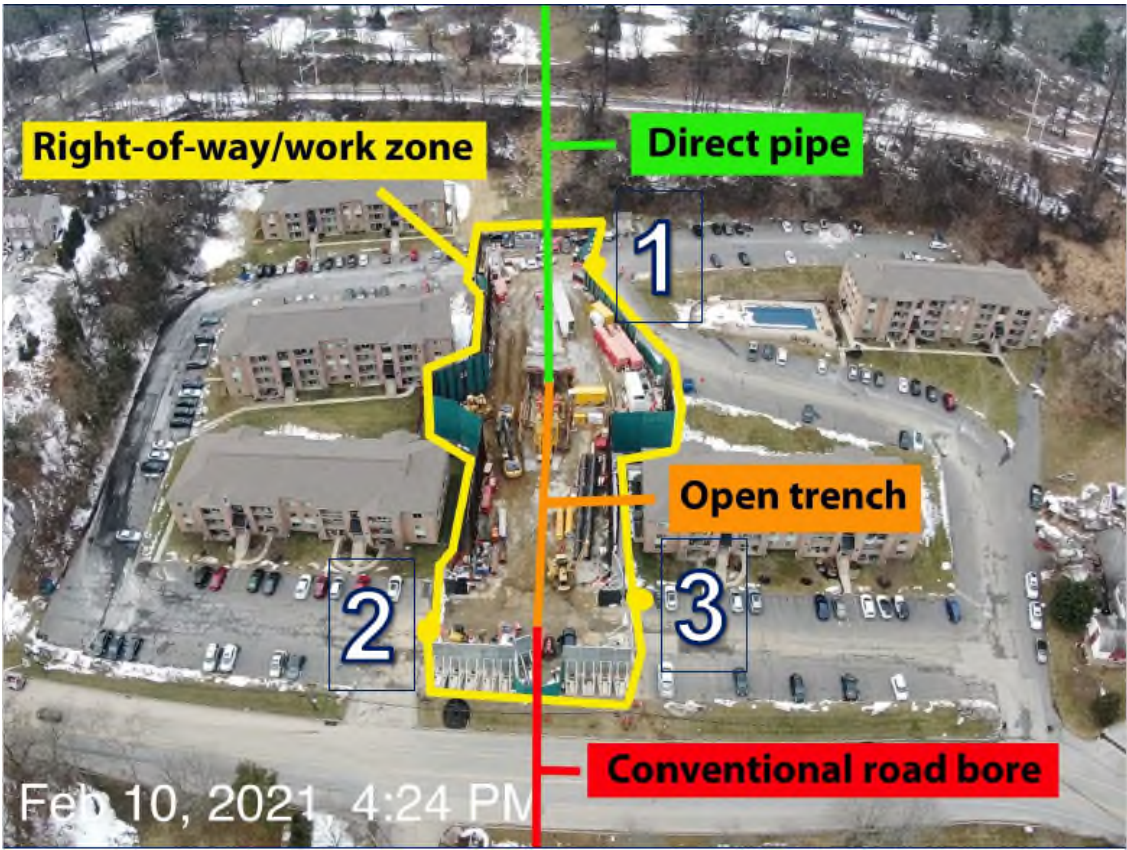 Right-of-way/work zone
Direct pipe
1
Open trench
2
3
Conventional road bore
Feb 10, 2021, 4:24 PM